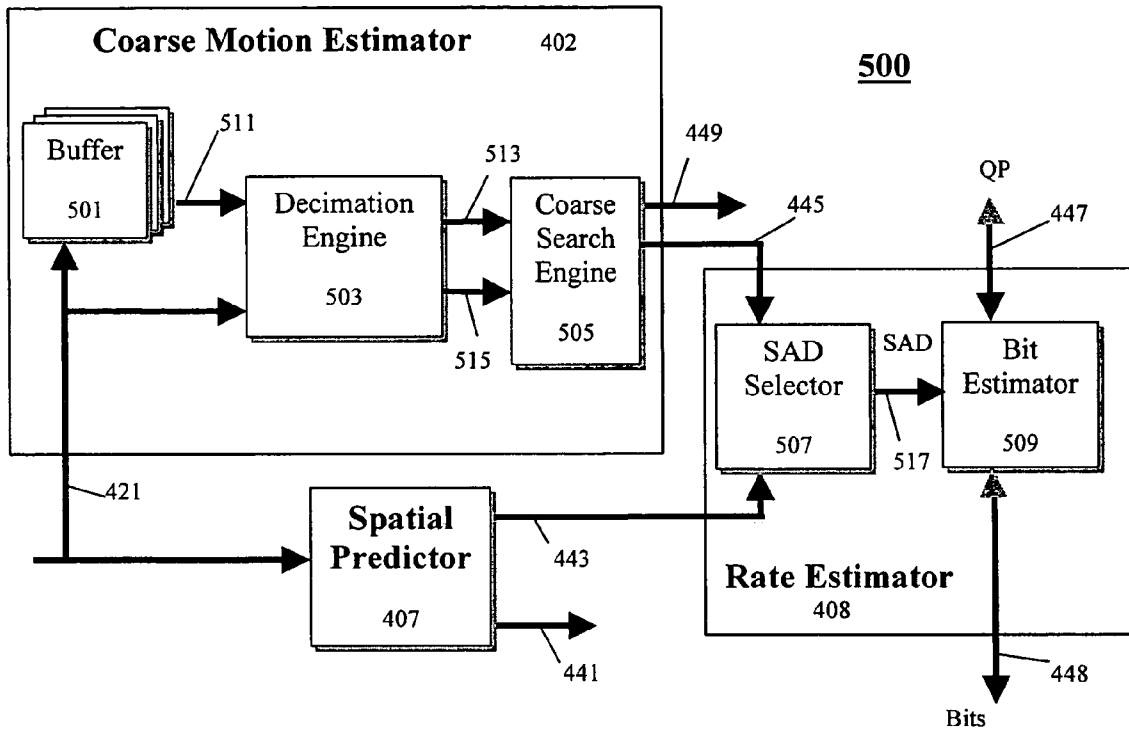 Coarse Motion Estimator 402
500
Buffer
501
511
Decimation
Engine
503
513
515
Coarse
Search
Engine
505
449
445
QP
447
SAD
Selector
507
SAD
517
Bit
Estimator
509
421
Spatial
Predictor
407
443
441
Rate Estimator
408
448
Bits